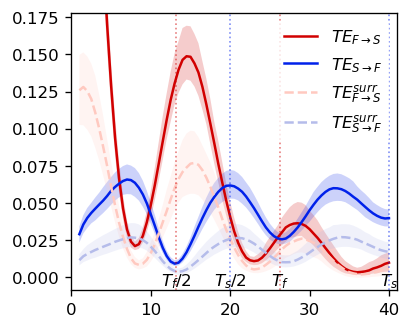 0.175
0.150
0.125
0.100
0.075
0.050
0.025
0.000
TE_{F→S}
TE_{S→F}
TE^{surr}_{F→S}
TE^{surr}_{S→F}
T_f/2 T_s/2 T_f T_s
0 10 20 30 40